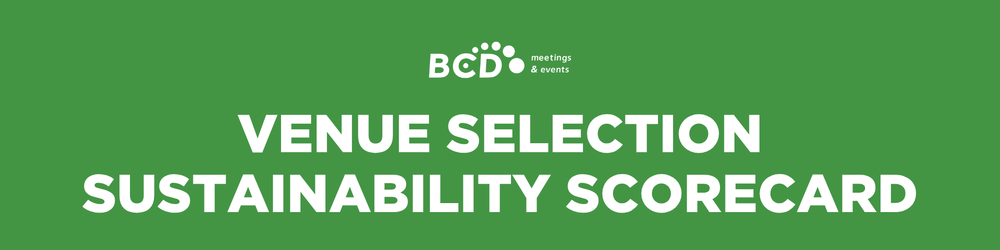 BCD meetings
& events
VENUE SELECTION
SUSTAINABILITY SCORECARD